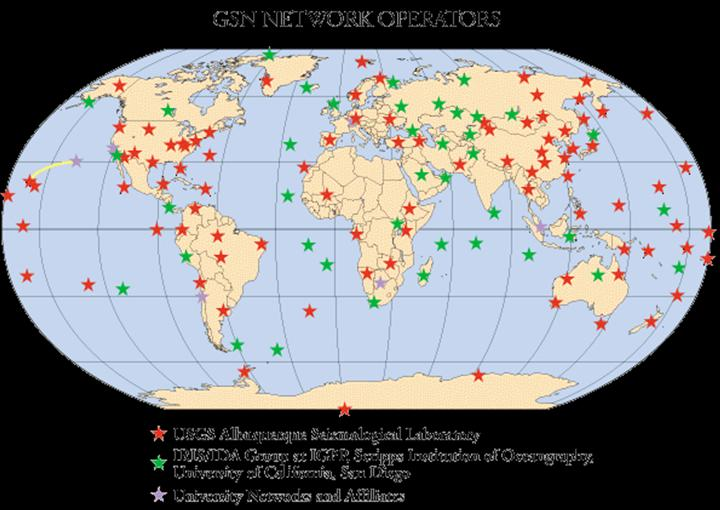 GSN NETWORK OPERATORS
USGS Albuquerque Seismological Laboratory
IRIS/IDA Group at IGPP, Scripps Institution of Oceanography,
University of California, San Diego
University Networks and Affiliates